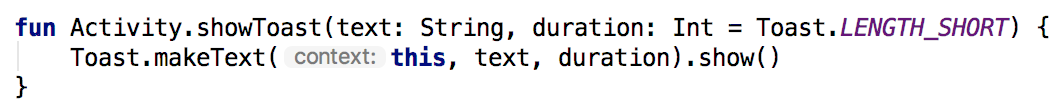 fun Activity.showToast(text: String, duration: Int = Toast.LENGTH_SHORT) {
    Toast.makeText( context: this, text, duration).show()
}